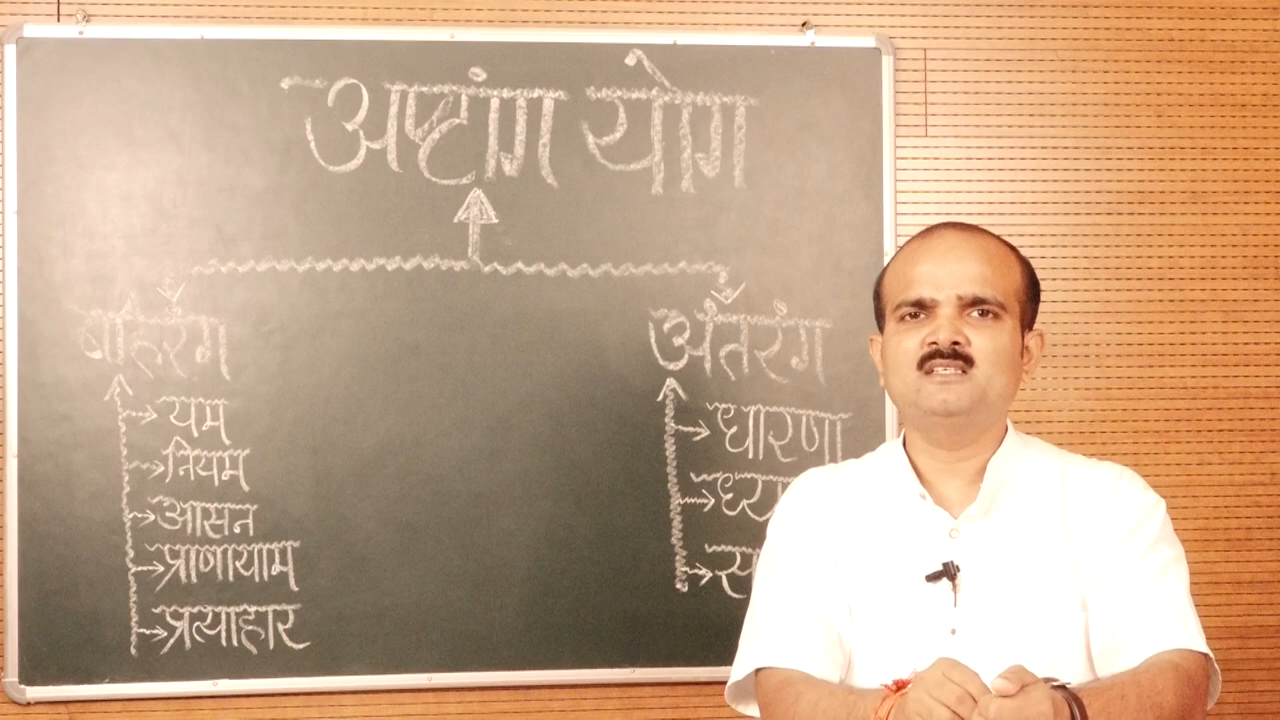 अष्टांग योग
बहिरंग
यम
नियम
आसन
प्राणायाम
प्रत्याहार
अंतरंग
धारणा